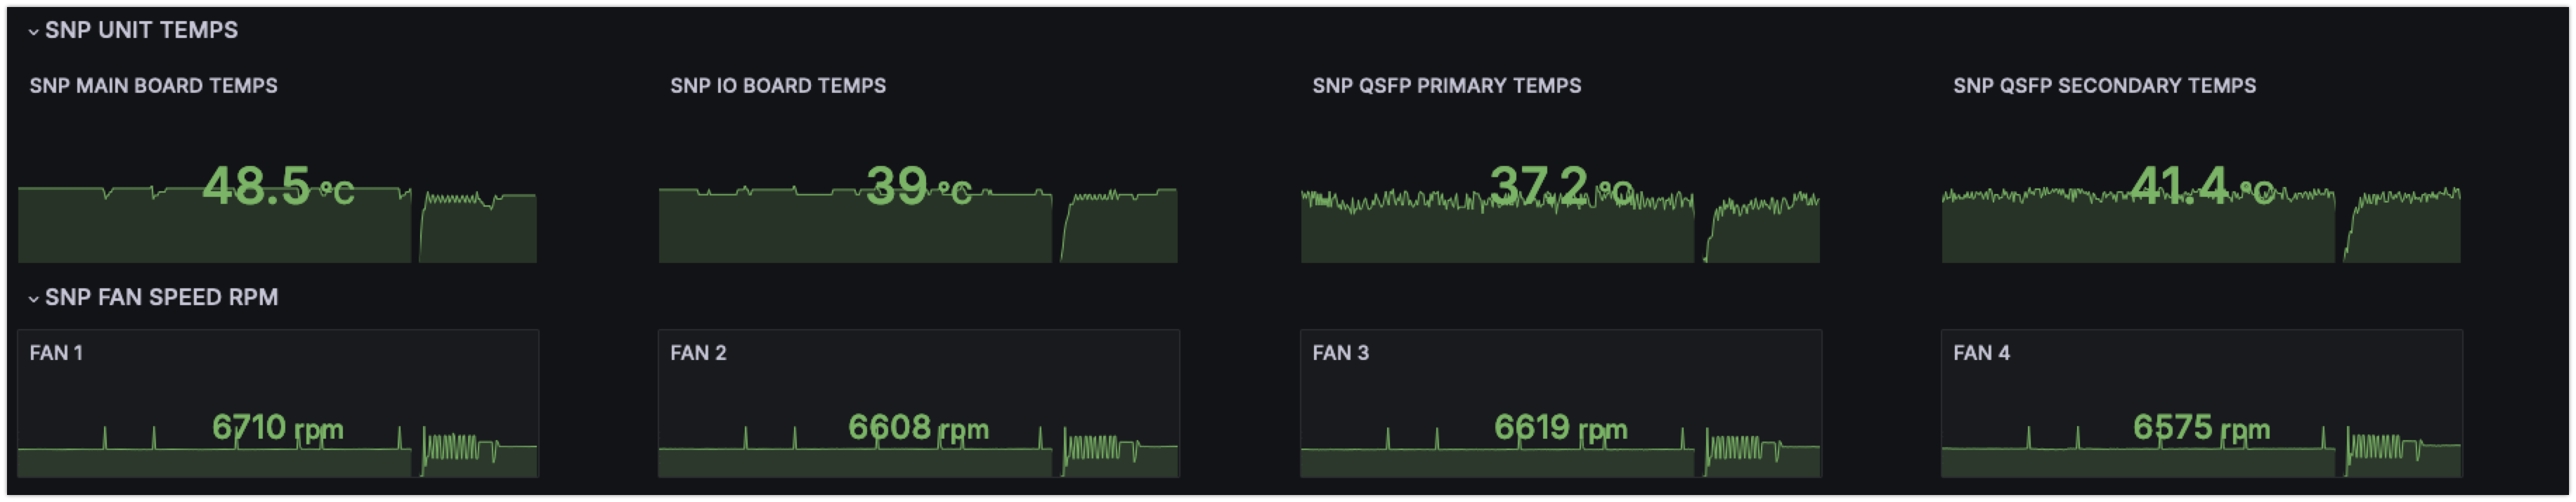 SNP UNIT TEMPS
SNP MAIN BOARD TEMPS
SNP IO BOARD TEMPS
SNP QSFP PRIMARY TEMPS
SNP QSFP SECONDARY TEMPS
48.5 °C
39 °C
37.2 °C
41.4 °C
SNP FAN SPEED RPM
FAN 1
FAN 2
FAN 3
FAN 4
6710 rpm
6608 rpm
6619 rpm
6575 rpm